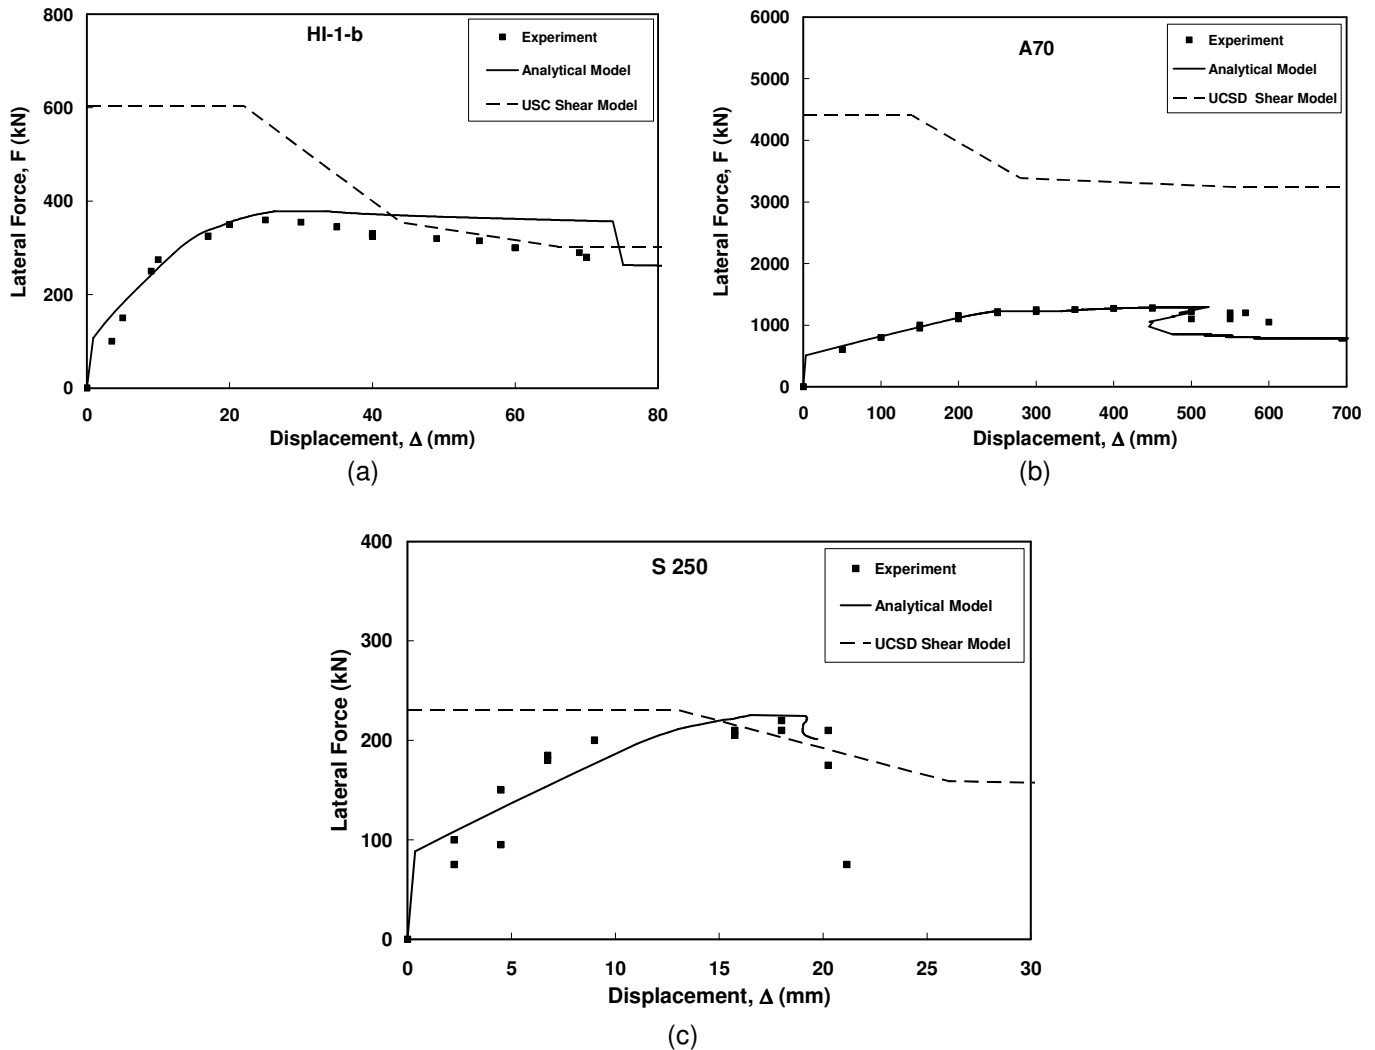 HI-1-b
Experiment
Analytical Model
USC Shear Model
800
600
400
200
0
0 20 40 60 80
Lateral Force, F (kN)
Displacement, Δ (mm)
(a)
A70
Experiment
Analytical Model
UCSD Shear Model
6000
5000
4000
3000
2000
1000
0
0 100 200 300 400 500 600 700
Lateral Force, F (kN)
Displacement, Δ (mm)
(b)
S 250
Experiment
Analytical Model
UCSD Shear Model
400
300
200
100
0
0 5 10 15 20 25 30
Lateral Force (kN)
Displacement, Δ (mm)
(c)